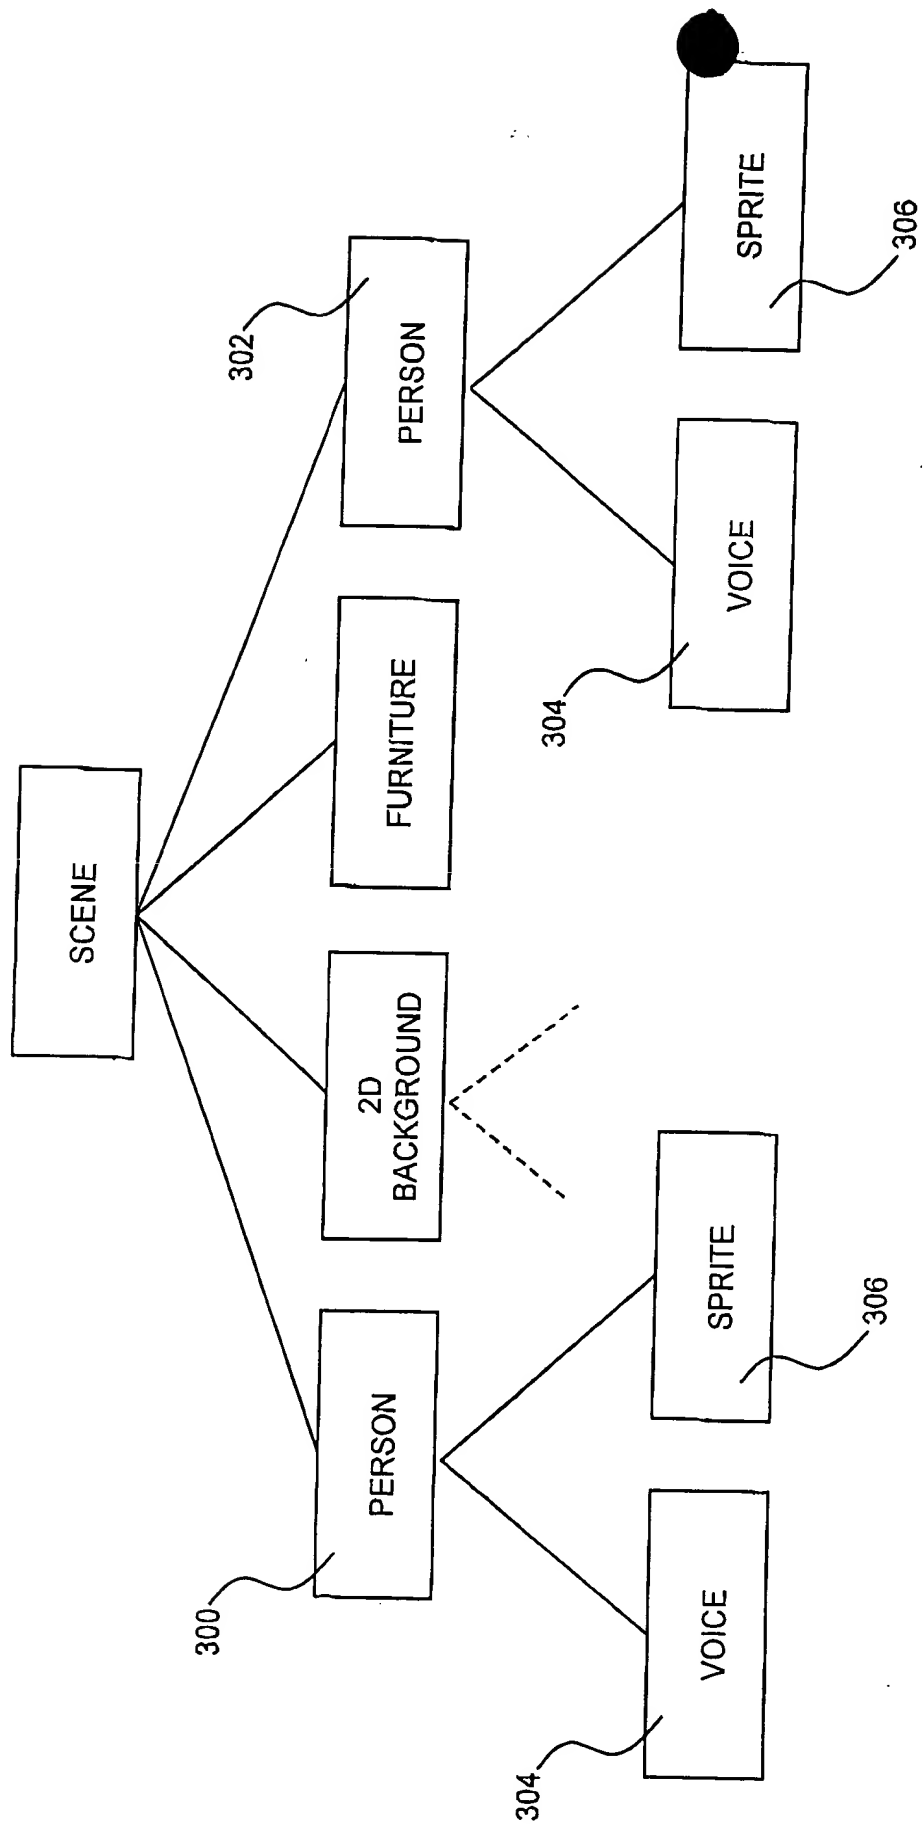 SCENE
300
PERSON
2D
BACKGROUND
FURNITURE
302
PERSON
304
VOICE
SPRITE
306
304
VOICE
SPRITE
306